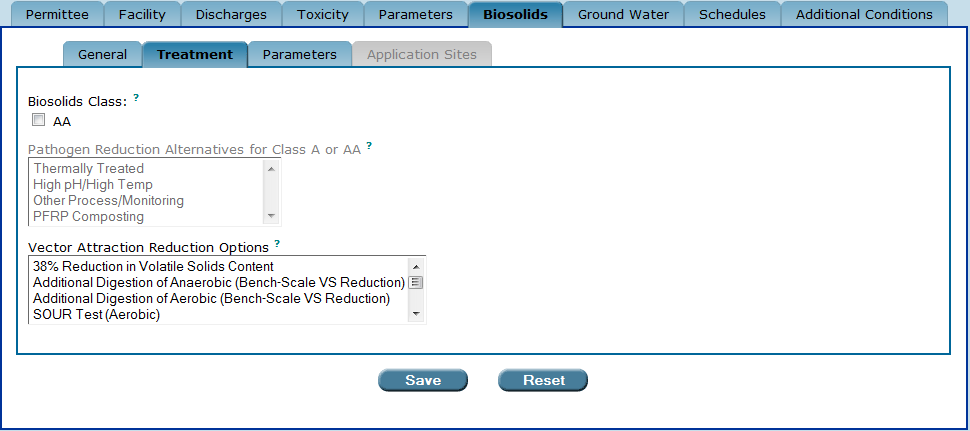 Permittee Facility Discharges Toxicity Parameters Biosolids Ground Water Schedules Additional Conditions
General Treatment Parameters Application Sites
Biosolids Class: ?
AA
Pathogen Reduction Alternatives for Class A or AA ?
Thermally Treated
High pH/High Temp
Other Process/Monitoring
PFRP Composting
Vector Attraction Reduction Options ?
38% Reduction in Volatile Solids Content
Additional Digestion of Anaerobic (Bench-Scale VS Reduction)
Additional Digestion of Aerobic (Bench-Scale VS Reduction)
SOUR Test (Aerobic)
Save Reset